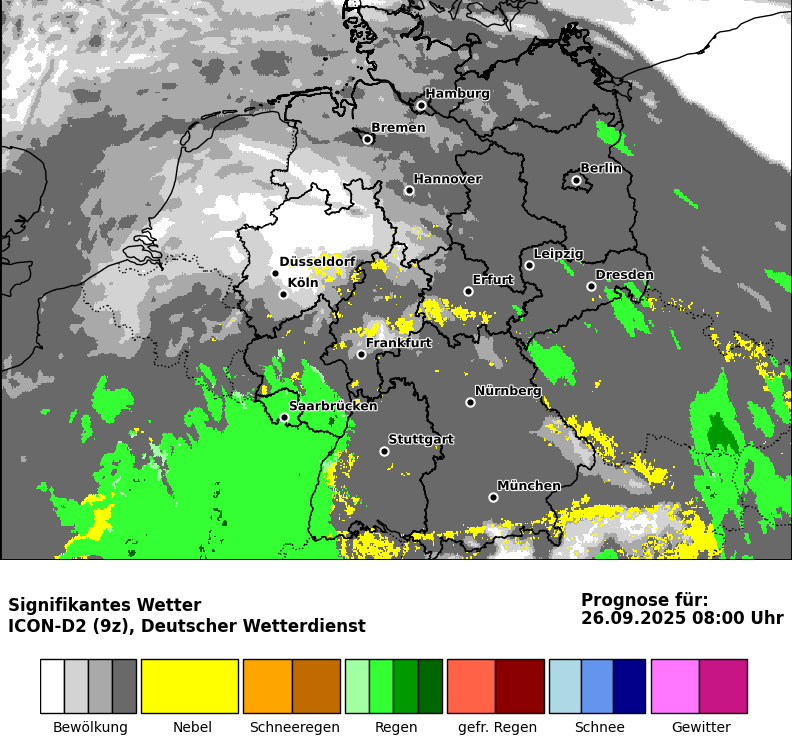 Hamburg
Bremen
Berlin
Hannover
Leipzig
Düsseldorf
Dresden
Köln
Erfurt
Frankfurt
Nürnberg
Saarbrücken
Stuttgart
München
Signifikantes Wetter
ICON-D2 (9z), Deutscher Wetterdienst
Prognose für:
26.09.2025 08:00 Uhr
Bewölkung Nebel Schneeregen Regen gefr. Regen Schnee Gewitter